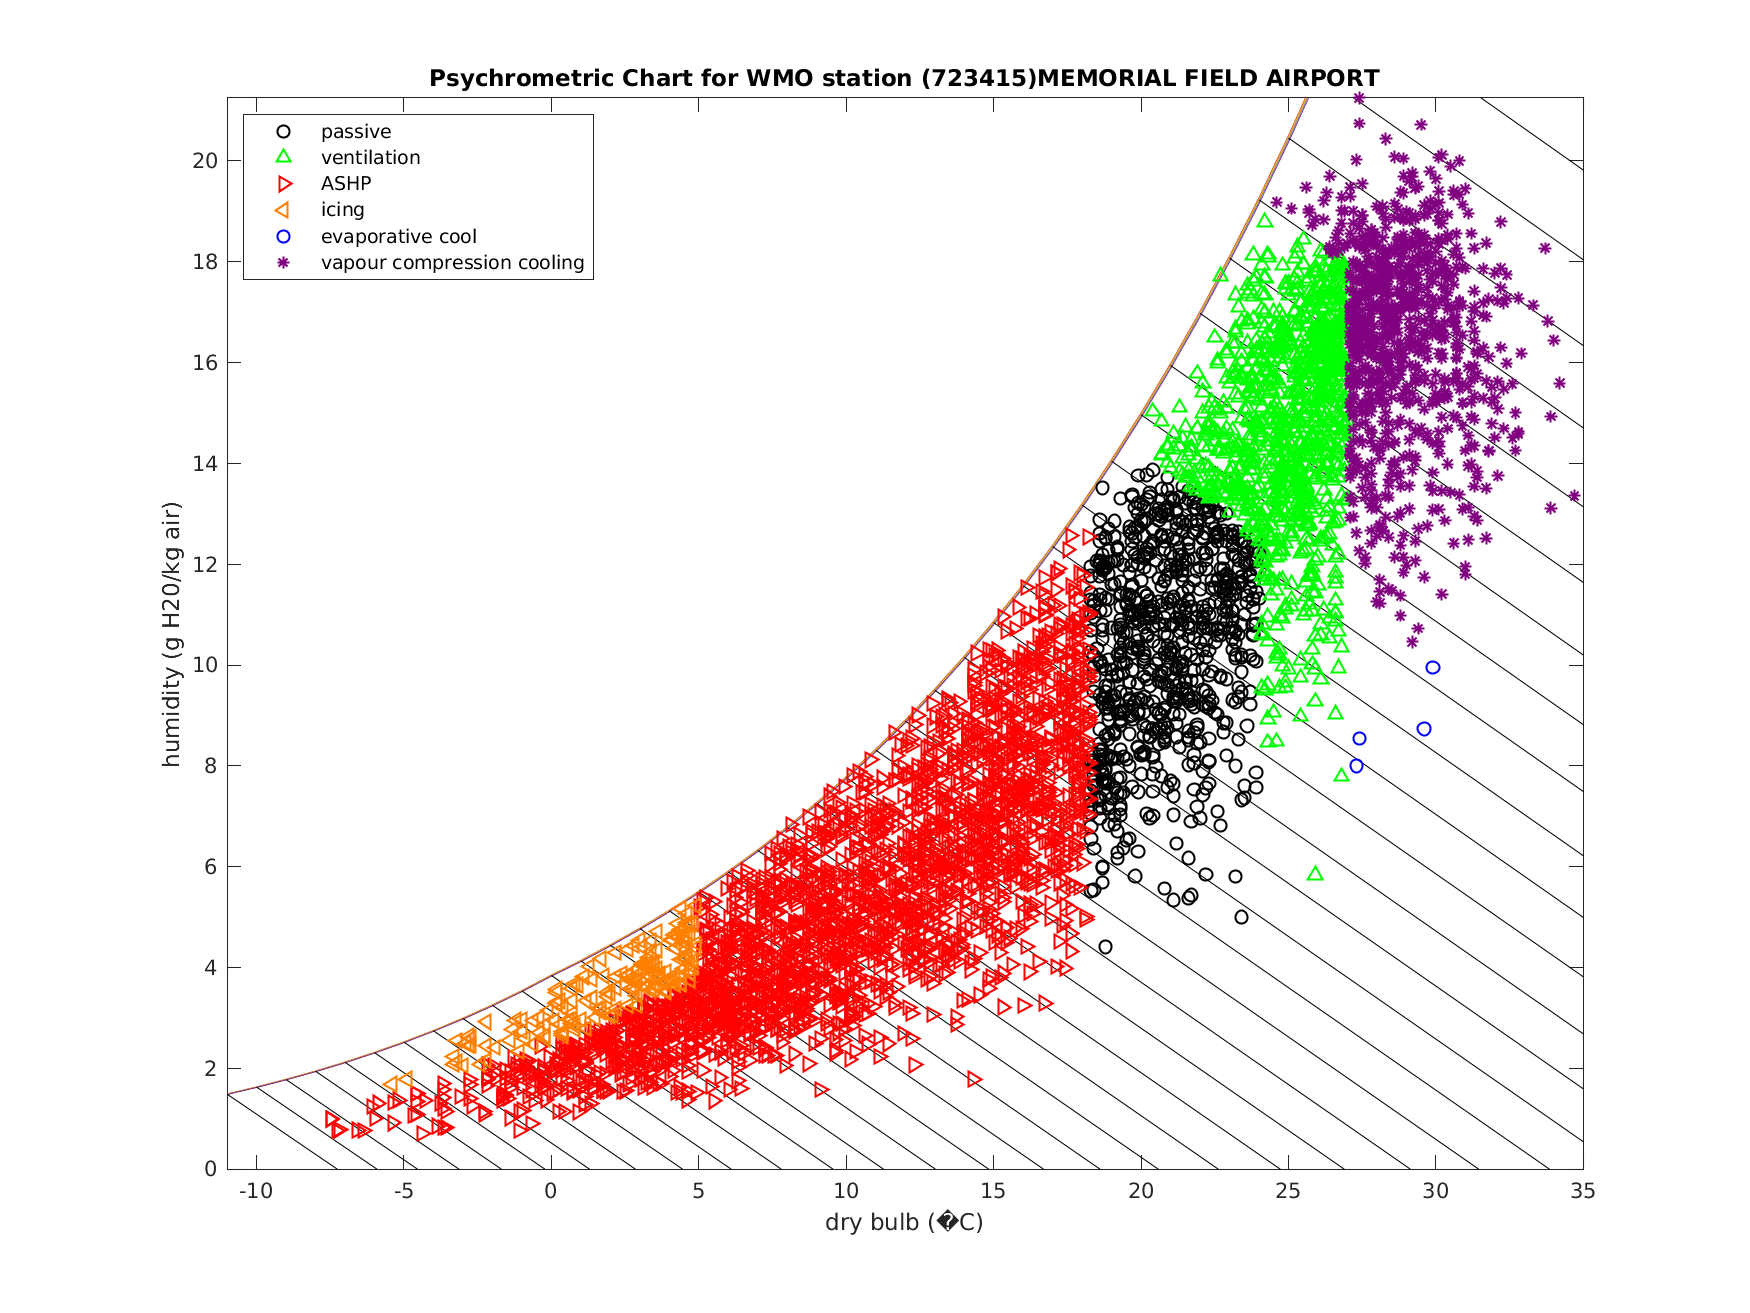 Psychrometric Chart for WMO station (723415)MEMORIAL FIELD AIRPORT
passive
ventilation
ASHP
icing
evaporative cool
vapour compression cooling
humidity (g H20/kg air)
20
18
16
14
12
10
8
6
4
2
0
-10 -5 0 5 10 15 20 25 30 35
dry bulb (�C)